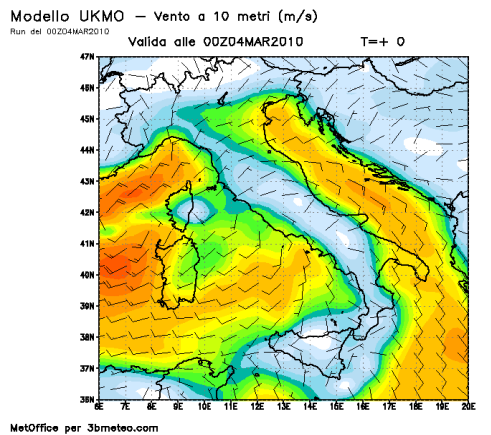 Modello UKMO – Vento a 10 metri (m/s)
Run del 00Z04MAR2010
Valida alle 00Z04MAR2010 T=+ 0
47N
46N
45N
44N
43N
42N
41N
40N
39N
38N
37N
36N
35N
6E 7E 8E 9E 10E 11E 12E 13E 14E 15E 16E 17E 18E 19E 20E
MetOffice per 3bmeteo.com